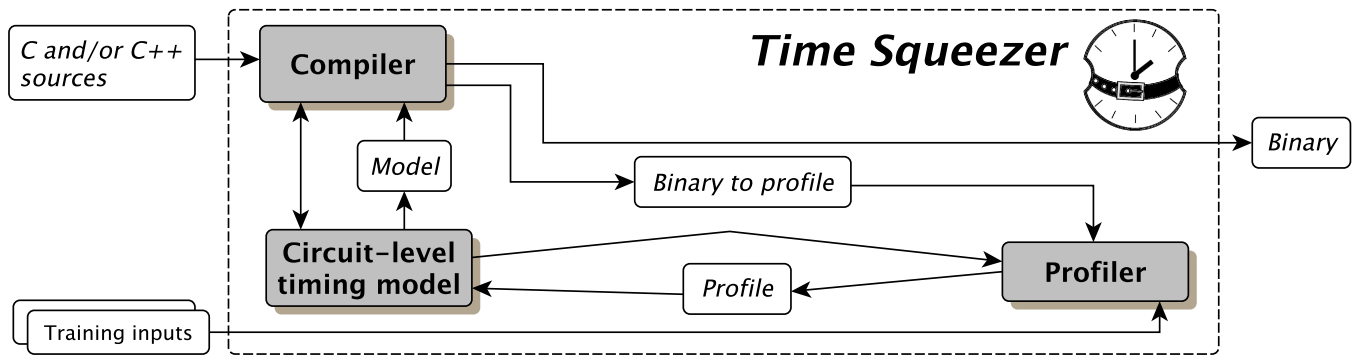 C and/or C++
sources
Compiler
Time Squeezer
Binary
Model
Binary to profile
Circuit-level
timing model
Profile
Profiler
Training inputs